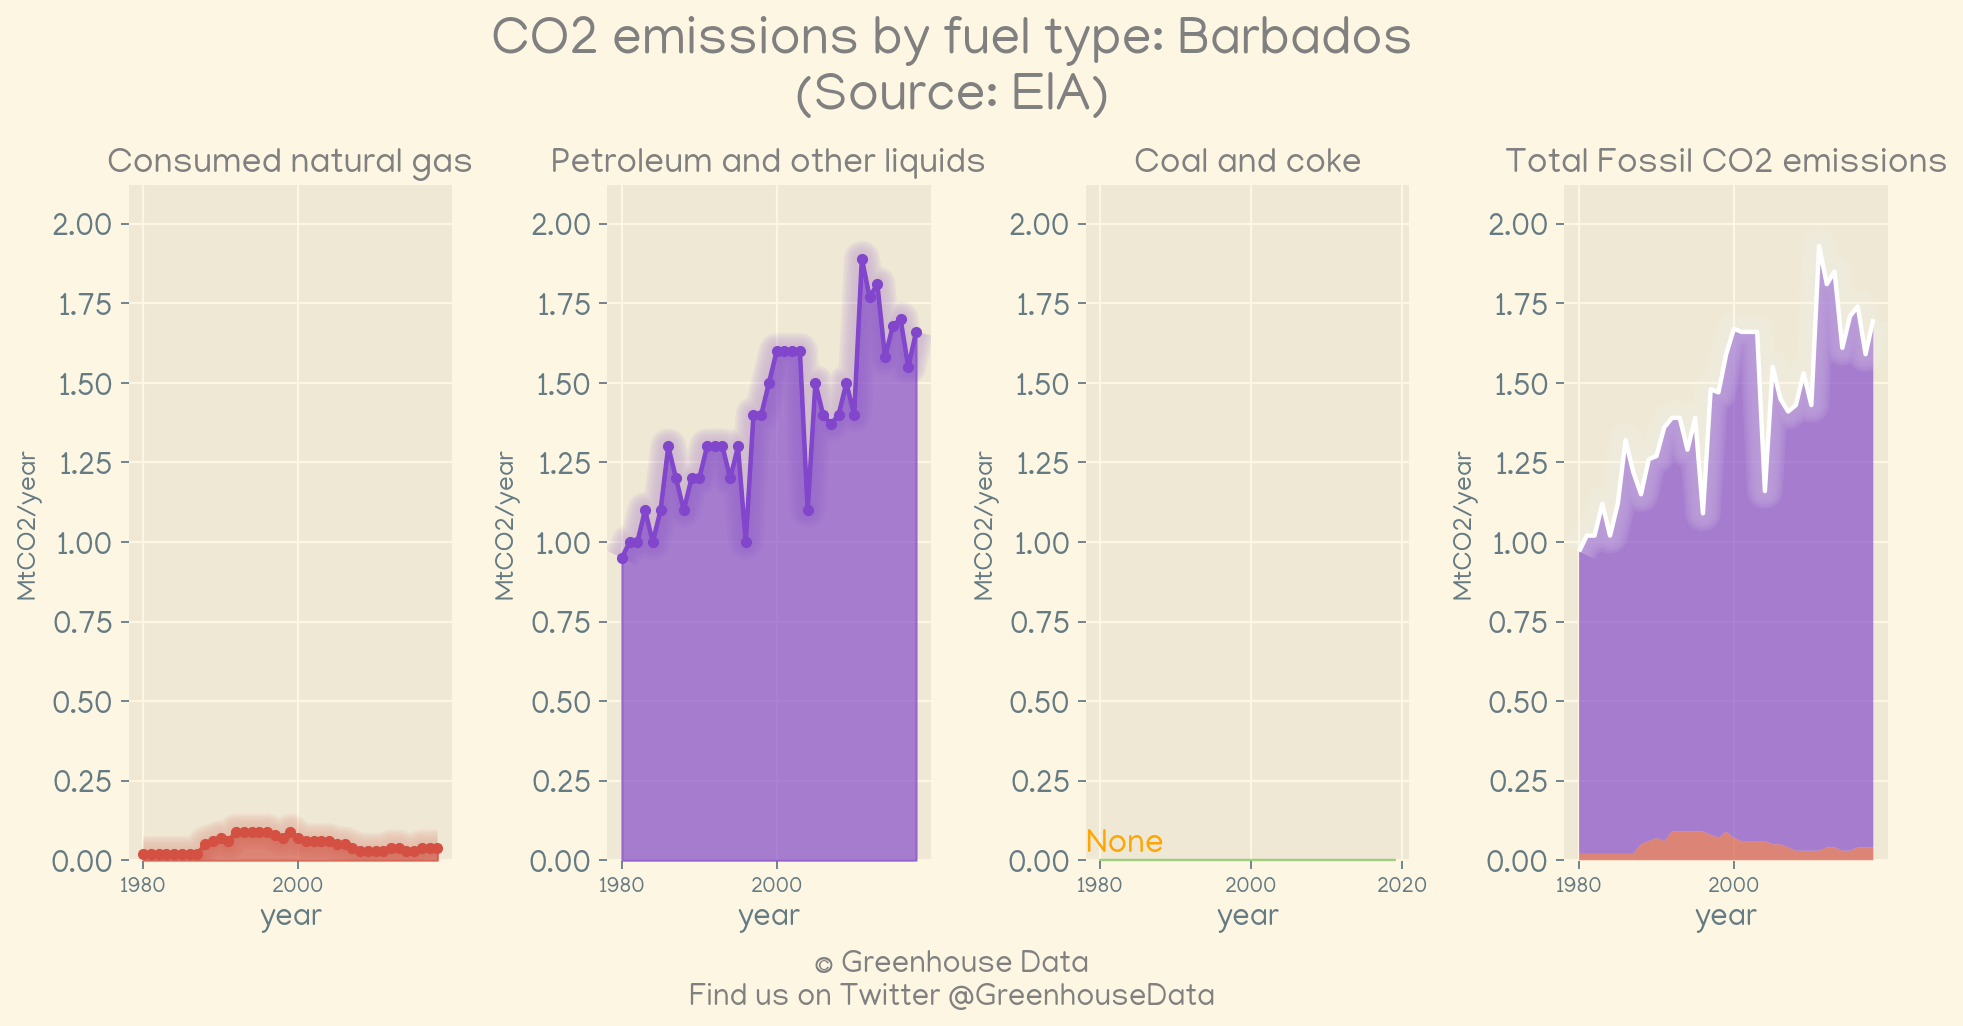 CO2 emissions by fuel type: Barbados
(Source: EIA)
Consumed natural gas
2.00
1.75
1.50
1.25
1.00
0.75
0.50
0.25
0.00
MtCO2/year
1980 2000
year
Petroleum and other liquids
2.00
1.75
1.50
1.25
1.00
0.75
0.50
0.25
0.00
MtCO2/year
1980 2000
year
Coal and coke
2.00
1.75
1.50
1.25
1.00
0.75
0.50
0.25
0.00
MtCO2/year
None
1980 2000 2020
year
Total Fossil CO2 emissions
2.00
1.75
1.50
1.25
1.00
0.75
0.50
0.25
0.00
MtCO2/year
1980 2000
year
© Greenhouse Data
Find us on Twitter @GreenhouseData